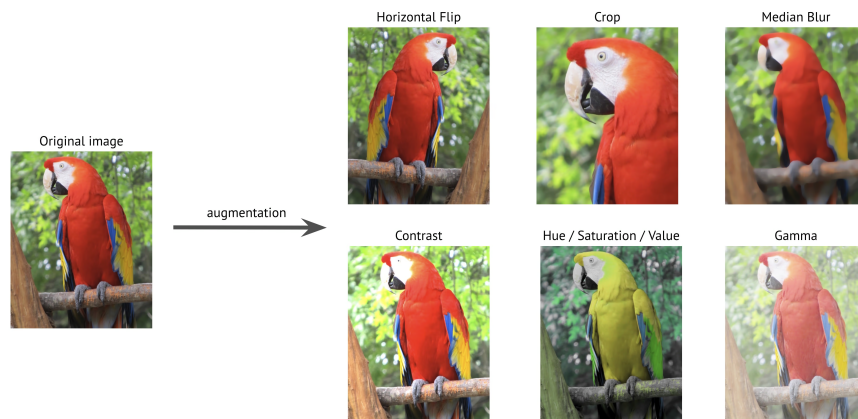 Horizontal Flip
Crop
Median Blur
Original image
augmentation
Contrast
Hue / Saturation / Value
Gamma